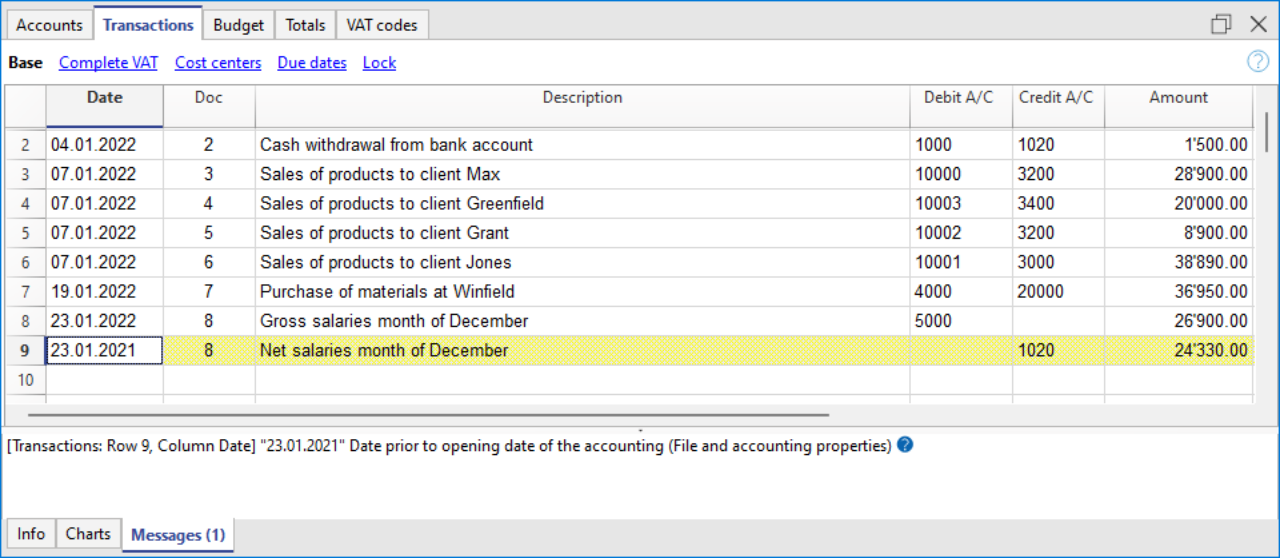 Accounts Transactions Budget Totals VAT codes
Base Complete VAT Cost centers Due dates Lock ?
Date Doc Description Debit A/C Credit A/C Amount
2 04.01.2022 2 Cash withdrawal from bank account 1000 1020 1'500.00
3 07.01.2022 3 Sales of products to client Max 10000 3200 28'900.00
4 07.01.2022 4 Sales of products to client Greenfield 10003 3400 20'000.00
5 07.01.2022 5 Sales of products to client Grant 10002 3200 8'900.00
6 07.01.2022 6 Sales of products to client Jones 10001 3000 38'890.00
7 19.01.2022 7 Purchase of materials at Winfield 4000 20000 36'950.00
8 23.01.2022 8 Gross salaries month of December 5000 26'900.00
9 23.01.2021 8 Net salaries month of December 1020 24'330.00
10
[Transactions: Row 9, Column Date] "23.01.2021" Date prior to opening date of the accounting (File and accounting properties) ?
Info Charts Messages (1)